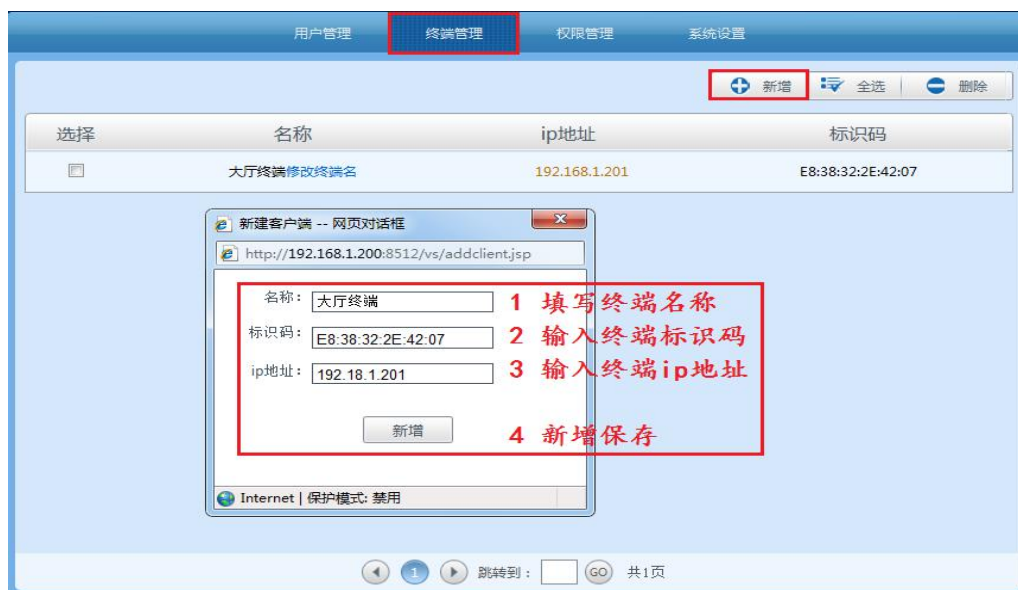 用户管理 终端管理 权限管理 系统设置
新增 全选 删除
选择 名称 ip地址 标识码
大厅终端修改终端名 192.168.1.201 E8:38:32:2E:42:07
新建客户端 -- 网页对话框
http://192.168.1.200:8512/vs/addclient.jsp
名称: 大厅终端 1 填写终端名称
标识码: E8:38:32:2E:42:07 2 输入终端标识码
ip地址: 192.18.1.201 3 输入终端ip地址
新增 4 新增保存
Internet | 保护模式: 禁用
1 跳转到: GO 共1页